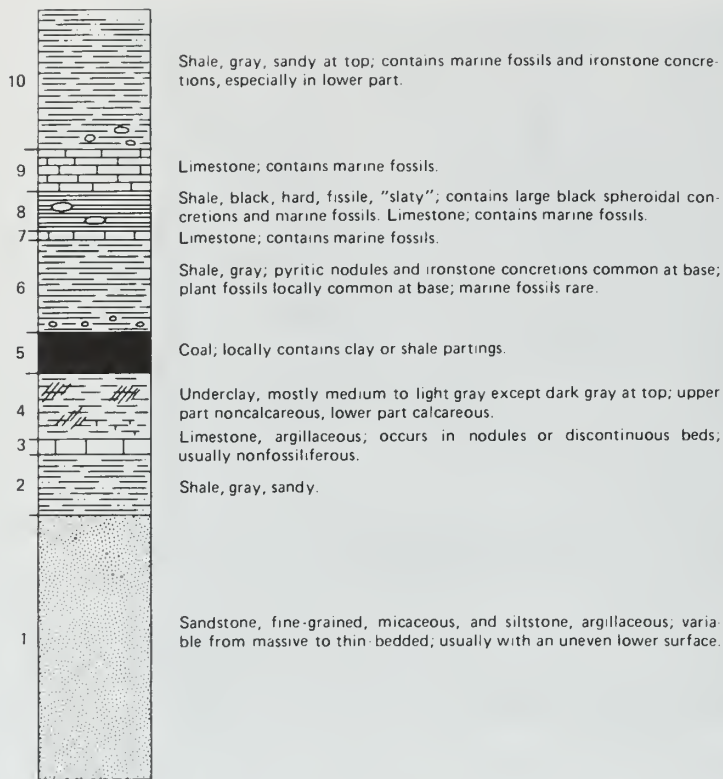 10
Shale, gray, sandy at top; contains marine fossils and ironstone concre-
tions, especially in lower part.
9
Limestone; contains marine fossils.
8
Shale, black, hard, fissile, "slaty"; contains large black spheroidal con-
cretions and marine fossils. Limestone; contains marine fossils.
7
Limestone; contains marine fossils.
6
Shale, gray; pyritic nodules and ironstone concretions common at base;
plant fossils locally common at base; marine fossils rare.
5
Coal; locally contains clay or shale partings.
4
Underclay, mostly medium to light gray except dark gray at top; upper
part noncalcareous, lower part calcareous.
3
Limestone, argillaceous; occurs in nodules or discontinuous beds;
usually nonfossiliferous.
2
Shale, gray, sandy.
1
Sandstone, fine-grained, micaceous, and siltstone, argillaceous; varia-
ble from massive to thin-bedded; usually with an uneven lower surface.